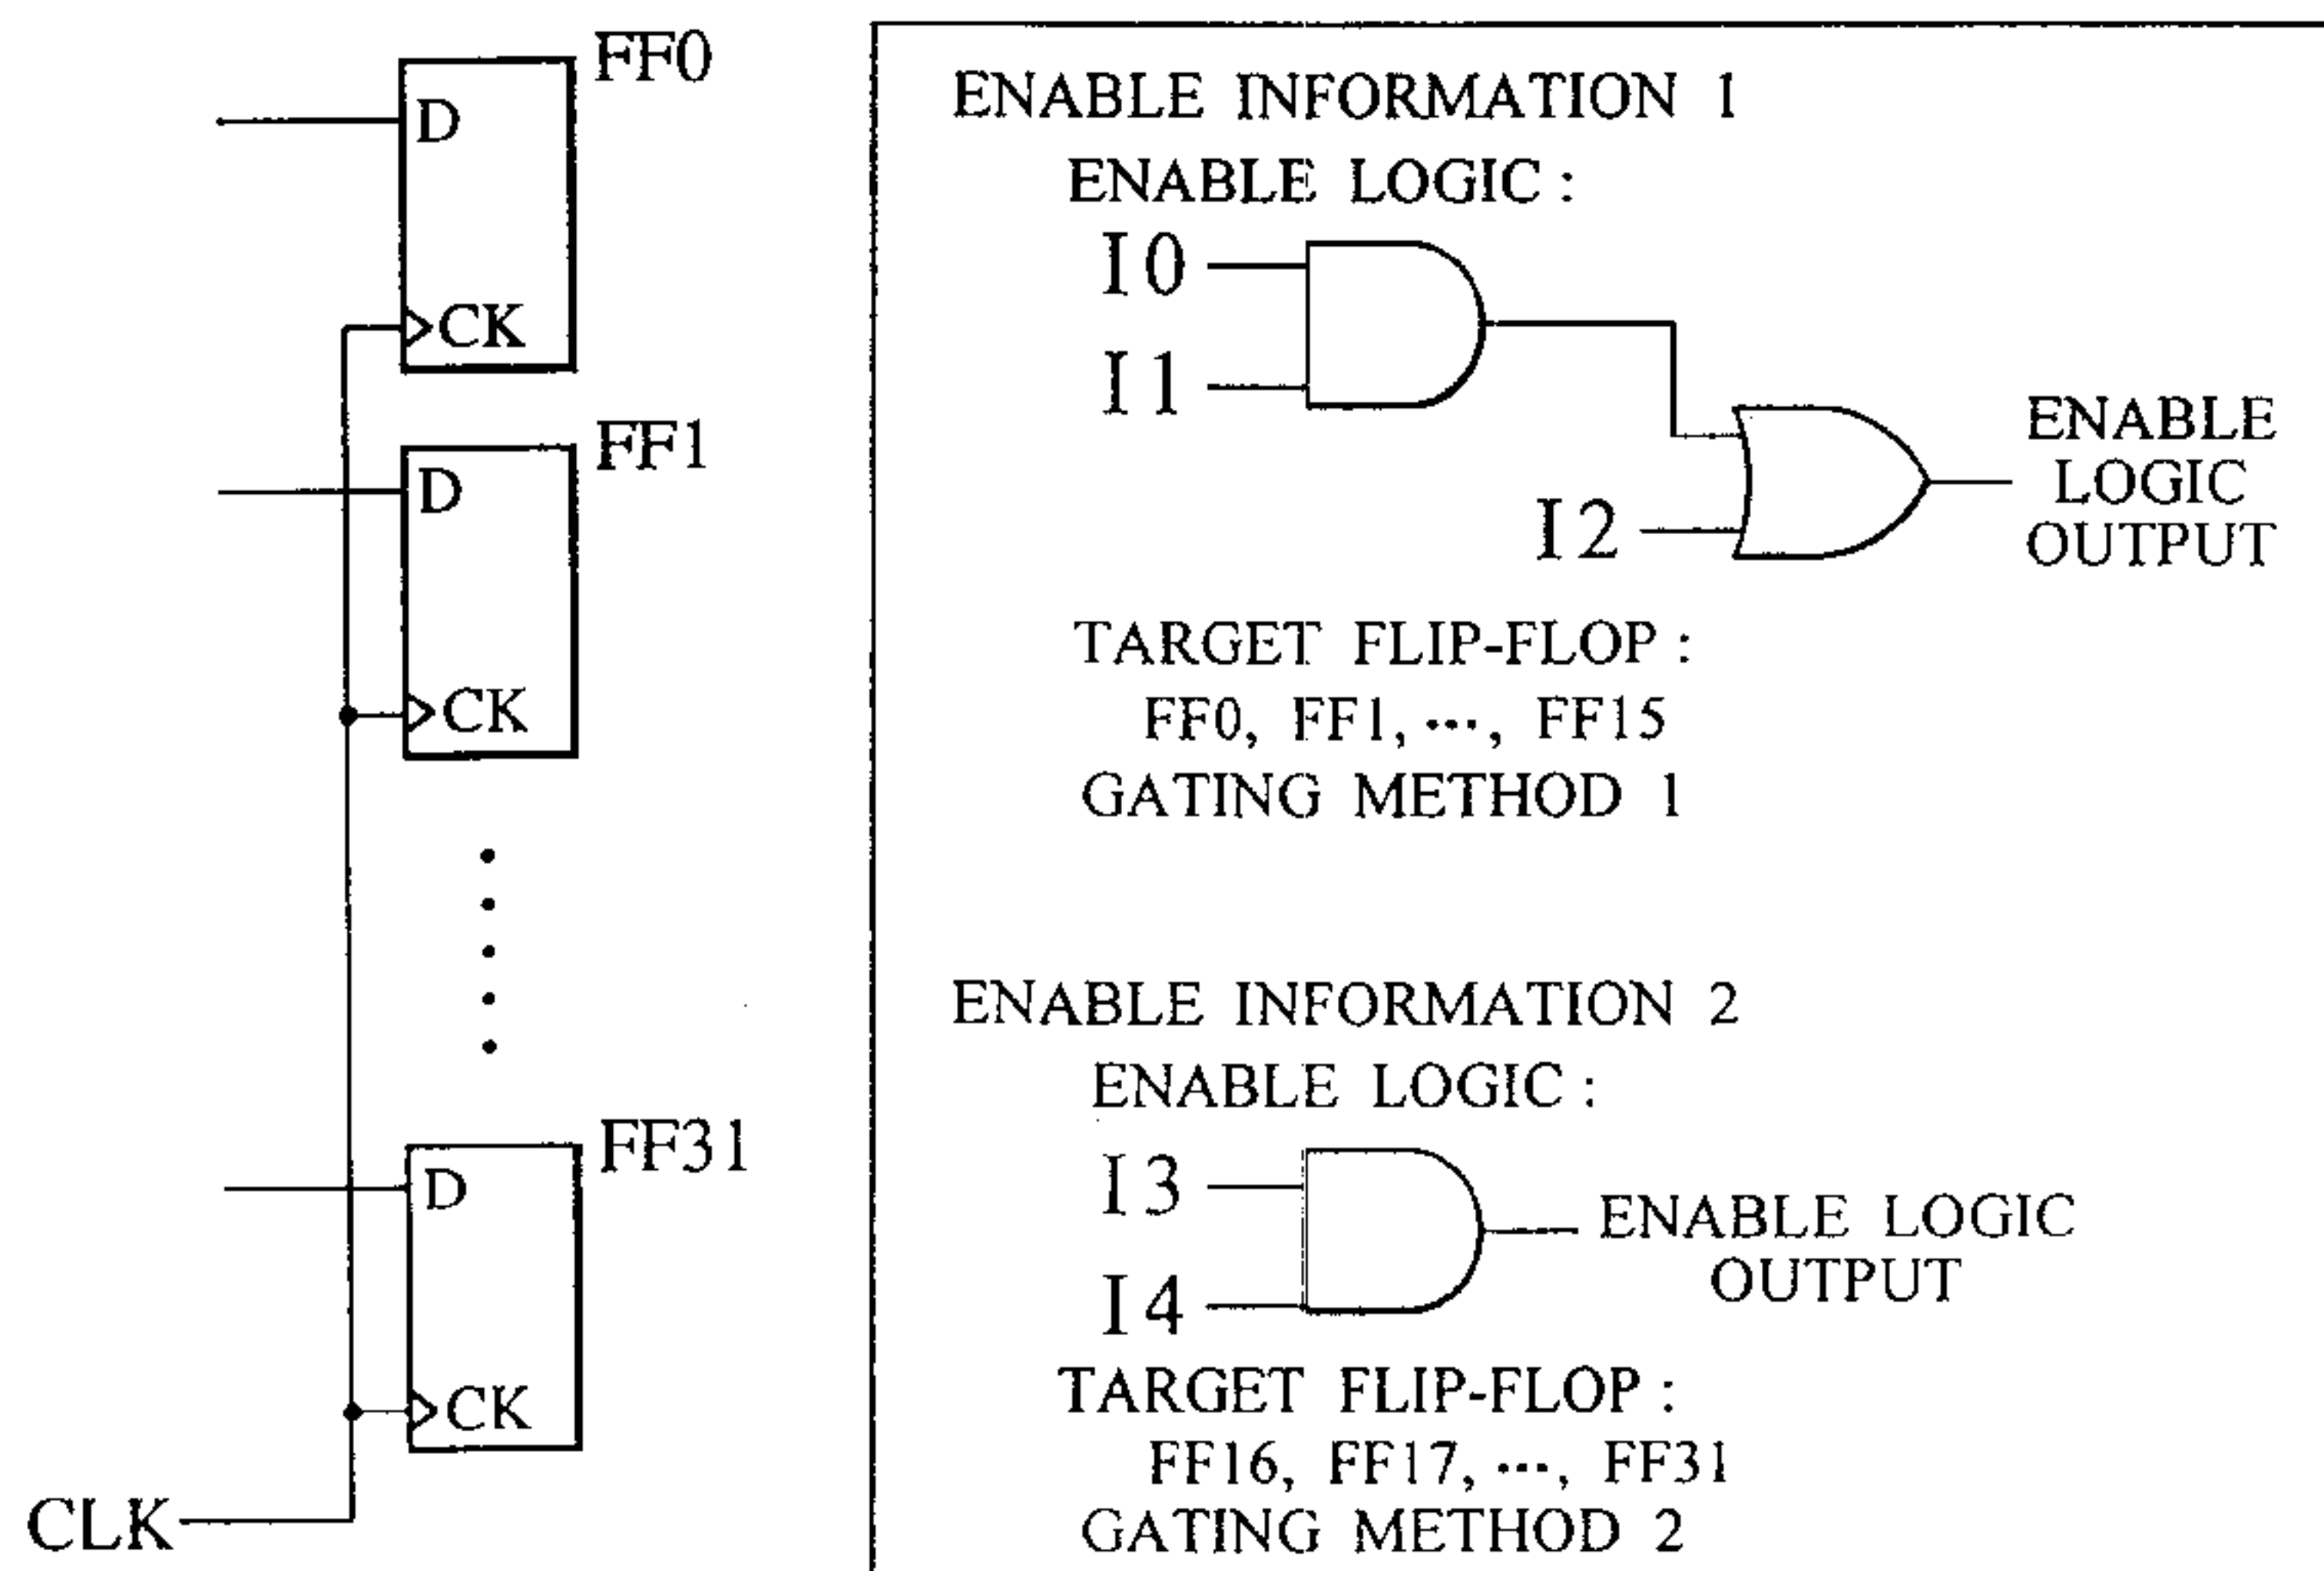 FF0
D
CK
FF1
D
CK
FF31
D
CK
CLK
ENABLE INFORMATION 1
ENABLE LOGIC :
I0
I1
I2
ENABLE
LOGIC
OUTPUT
TARGET FLIP-FLOP :
FF0, FF1, ..., FF15
GATING METHOD 1
ENABLE INFORMATION 2
ENABLE LOGIC :
I3
I4
ENABLE LOGIC
OUTPUT
TARGET FLIP-FLOP :
FF16, FF17, ..., FF31
GATING METHOD 2